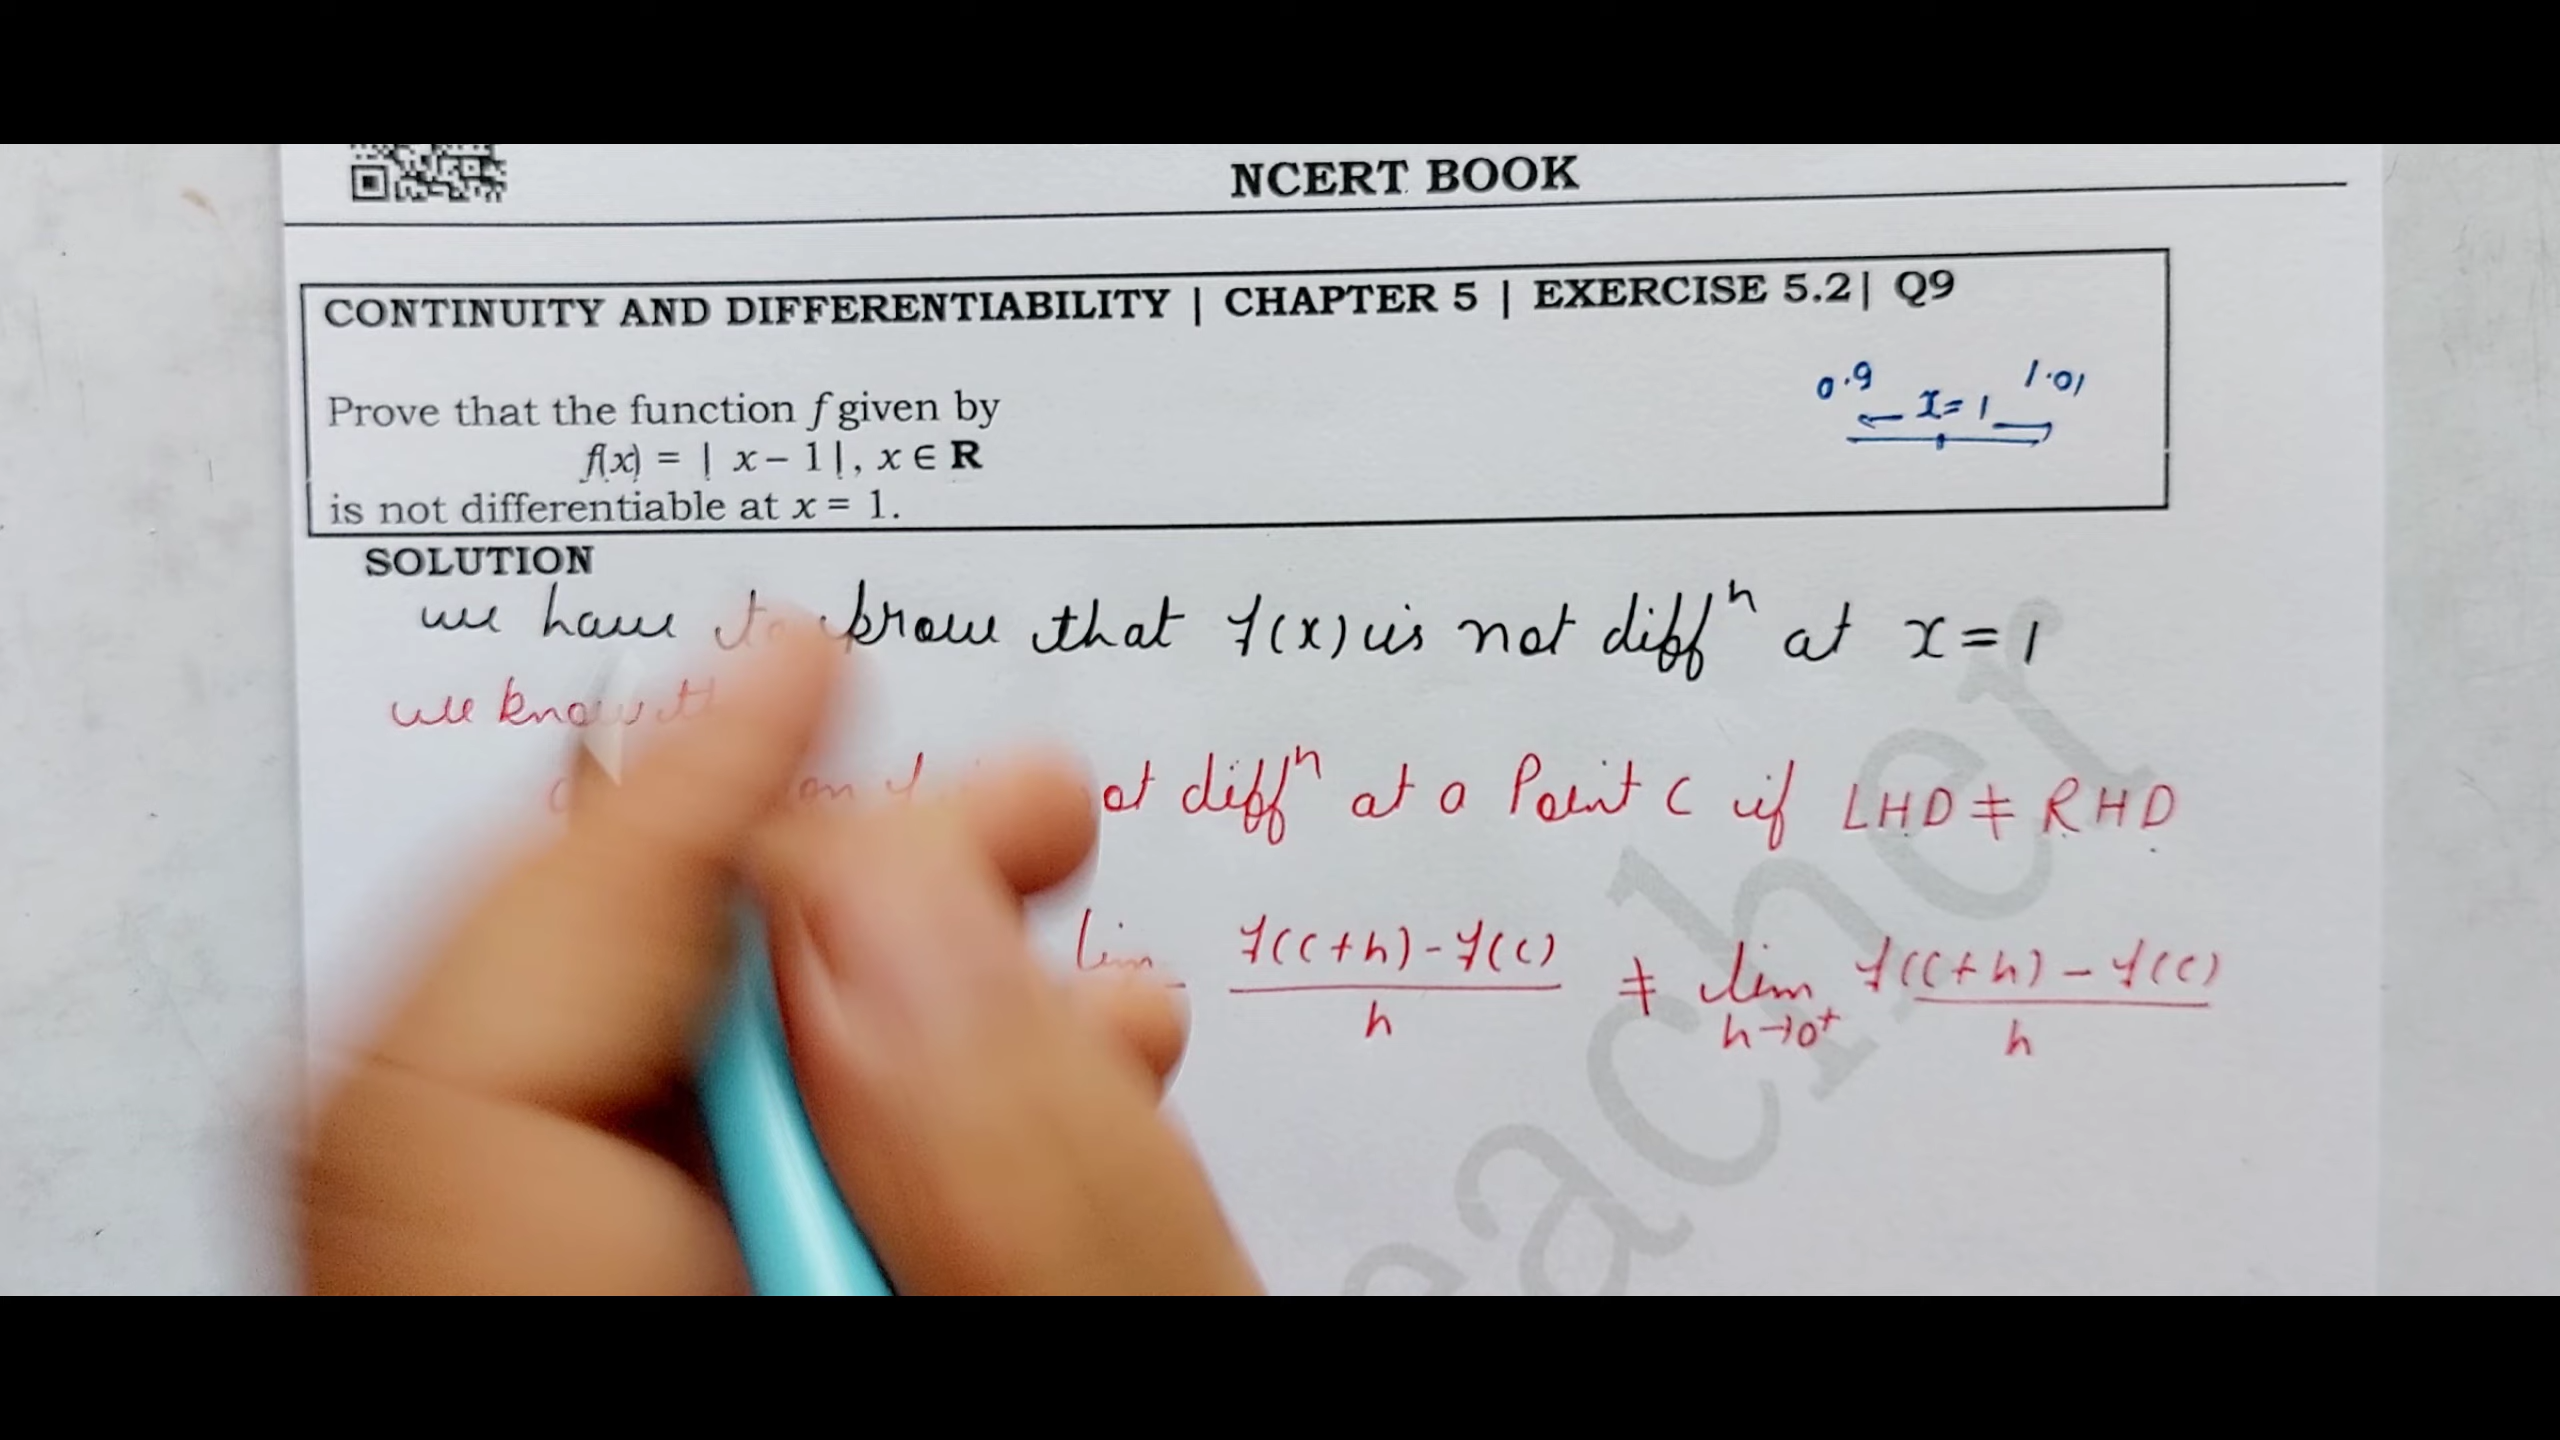 NCERT BOOK
CONTINUITY AND DIFFERENTIABILITY | CHAPTER 5 | EXERCISE 5.2| Q9
Prove that the function f given by
f(x) = | x – 1|, x ∈ R
is not differentiable at x = 1.
0.9 x=1 1.01
SOLUTION
we have to prove that f(x) is not diffⁿ at x=1
we know
at diffⁿ at a Point C if LHD ≠ RHD
lim f(c+h)-f(c) / h ≠ lim h→0⁺ f(c+h)-f(c) / h
eacher